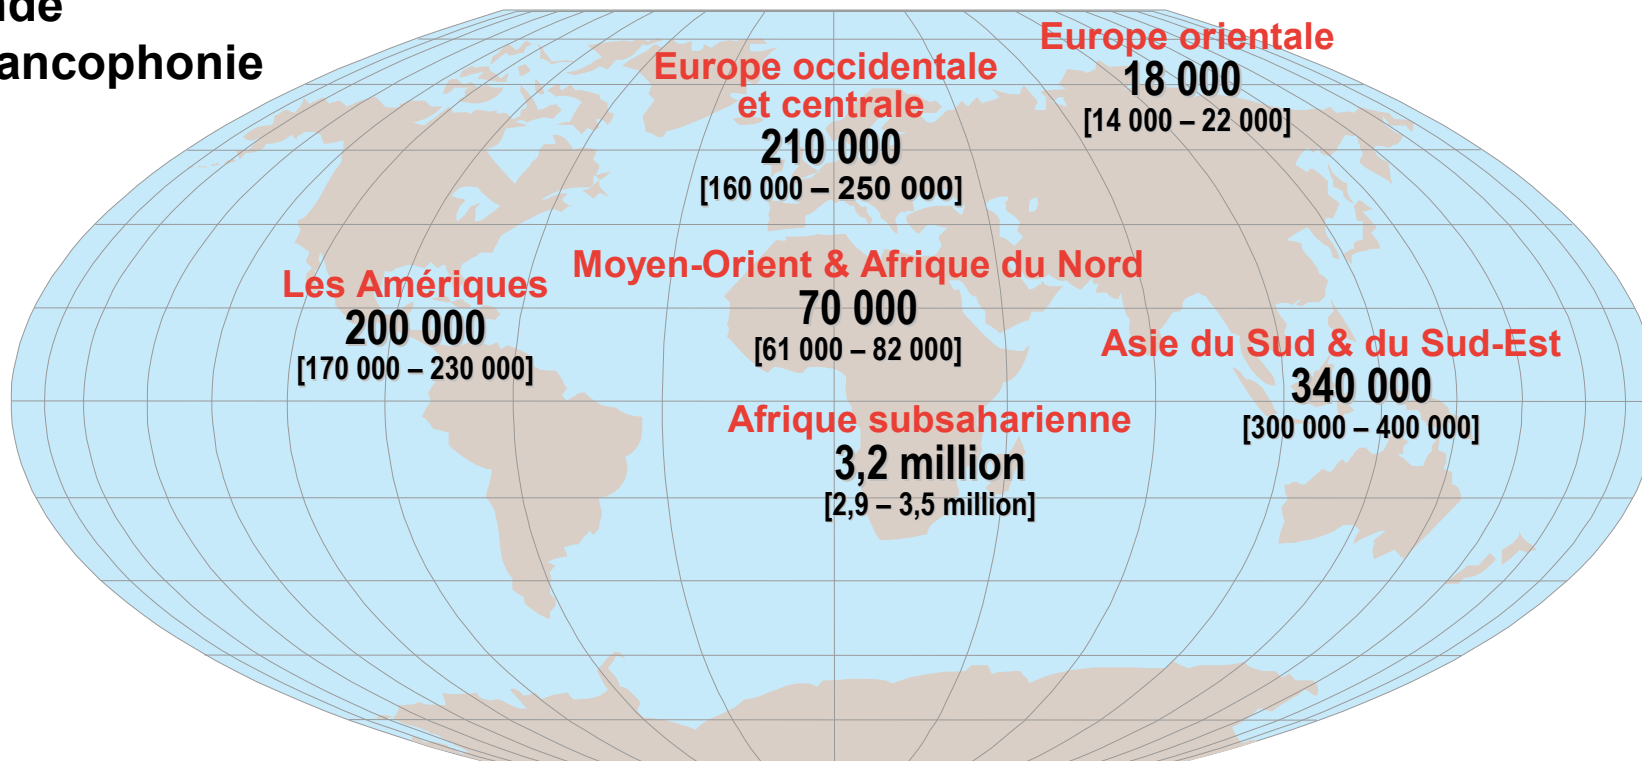 Europe orientale
18 000
[14 000 – 22 000]
Europe occidentale
et centrale
210 000
[160 000 – 250 000]
Moyen-Orient & Afrique du Nord
70 000
[61 000 – 82 000]
Les Amériques
200 000
[170 000 – 230 000]
Asie du Sud & du Sud-Est
340 000
[300 000 – 400 000]
Afrique subsaharienne
3,2 million
[2,9 – 3,5 million]